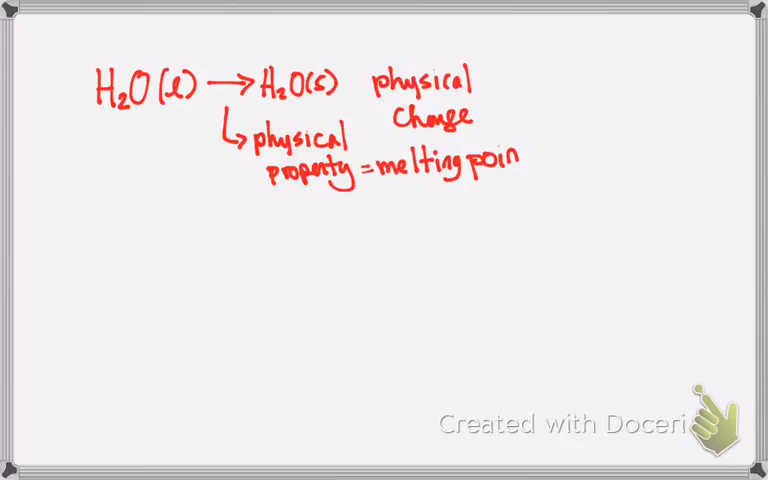 H₂O(l) → H₂O(s) physical
change
↳ physical
property = melting poin
Created with Doceri